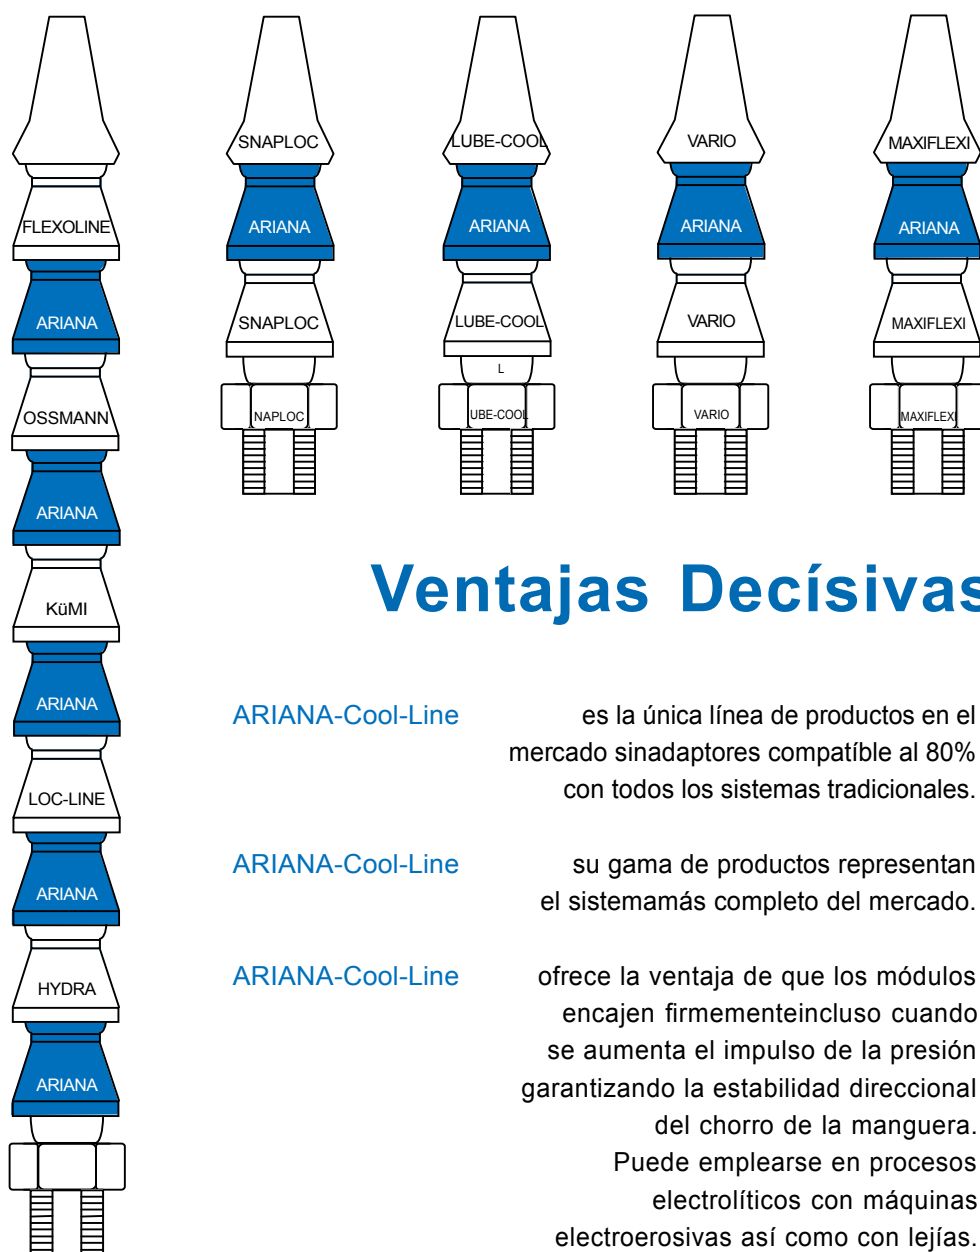 FLEXOLINE
ARIANA
OSSMANN
ARIANA
KüMI
ARIANA
LOC-LINE
ARIANA
HYDRA
ARIANA
SNAPLOC
ARIANA
SNAPLOC
NAPLOC
LUBE-COOL
ARIANA
LUBE-COOL
L
UBE-COOL
VARIO
ARIANA
VARIO
VARIO
MAXIFLEXI
ARIANA
MAXIFLEXI
MAXIFLEXI
Ventajas Decísivas
ARIANA-Cool-Line es la única línea de productos en el
mercado sinadaptores compatíble al 80%
con todos los sistemas tradicionales.
ARIANA-Cool-Line su gama de productos representan
el sistemamás completo del mercado.
ARIANA-Cool-Line ofrece la ventaja de que los módulos
encajen firmementeincluso cuando
se aumenta el impulso de la presión
garantizando la estabilidad direccional
del chorro de la manguera.
Puede emplearse en procesos
electrolíticos con máquinas
electroerosivas así como con lejías.